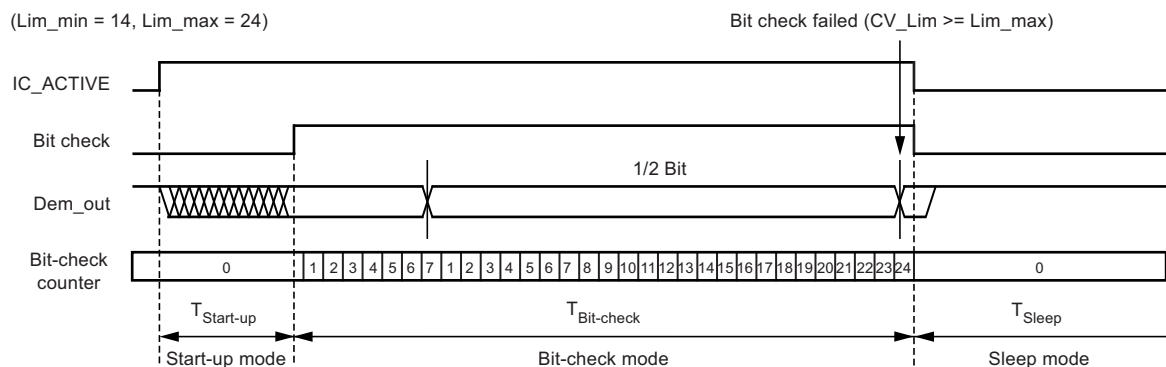 (Lim_min = 14, Lim_max = 24)
Bit check failed (CV_Lim >= Lim_max)
IC_ACTIVE
Bit check
1/2 Bit
Dem_out
Bit-check counter
0 1 2 3 4 5 6 7 1 2 3 4 5 6 7 8 9 10 11 12 13 14 15 16 17 18 19 20 21 22 23 24 0
TStart-up TBit-check TSleep
Start-up mode Bit-check mode Sleep mode